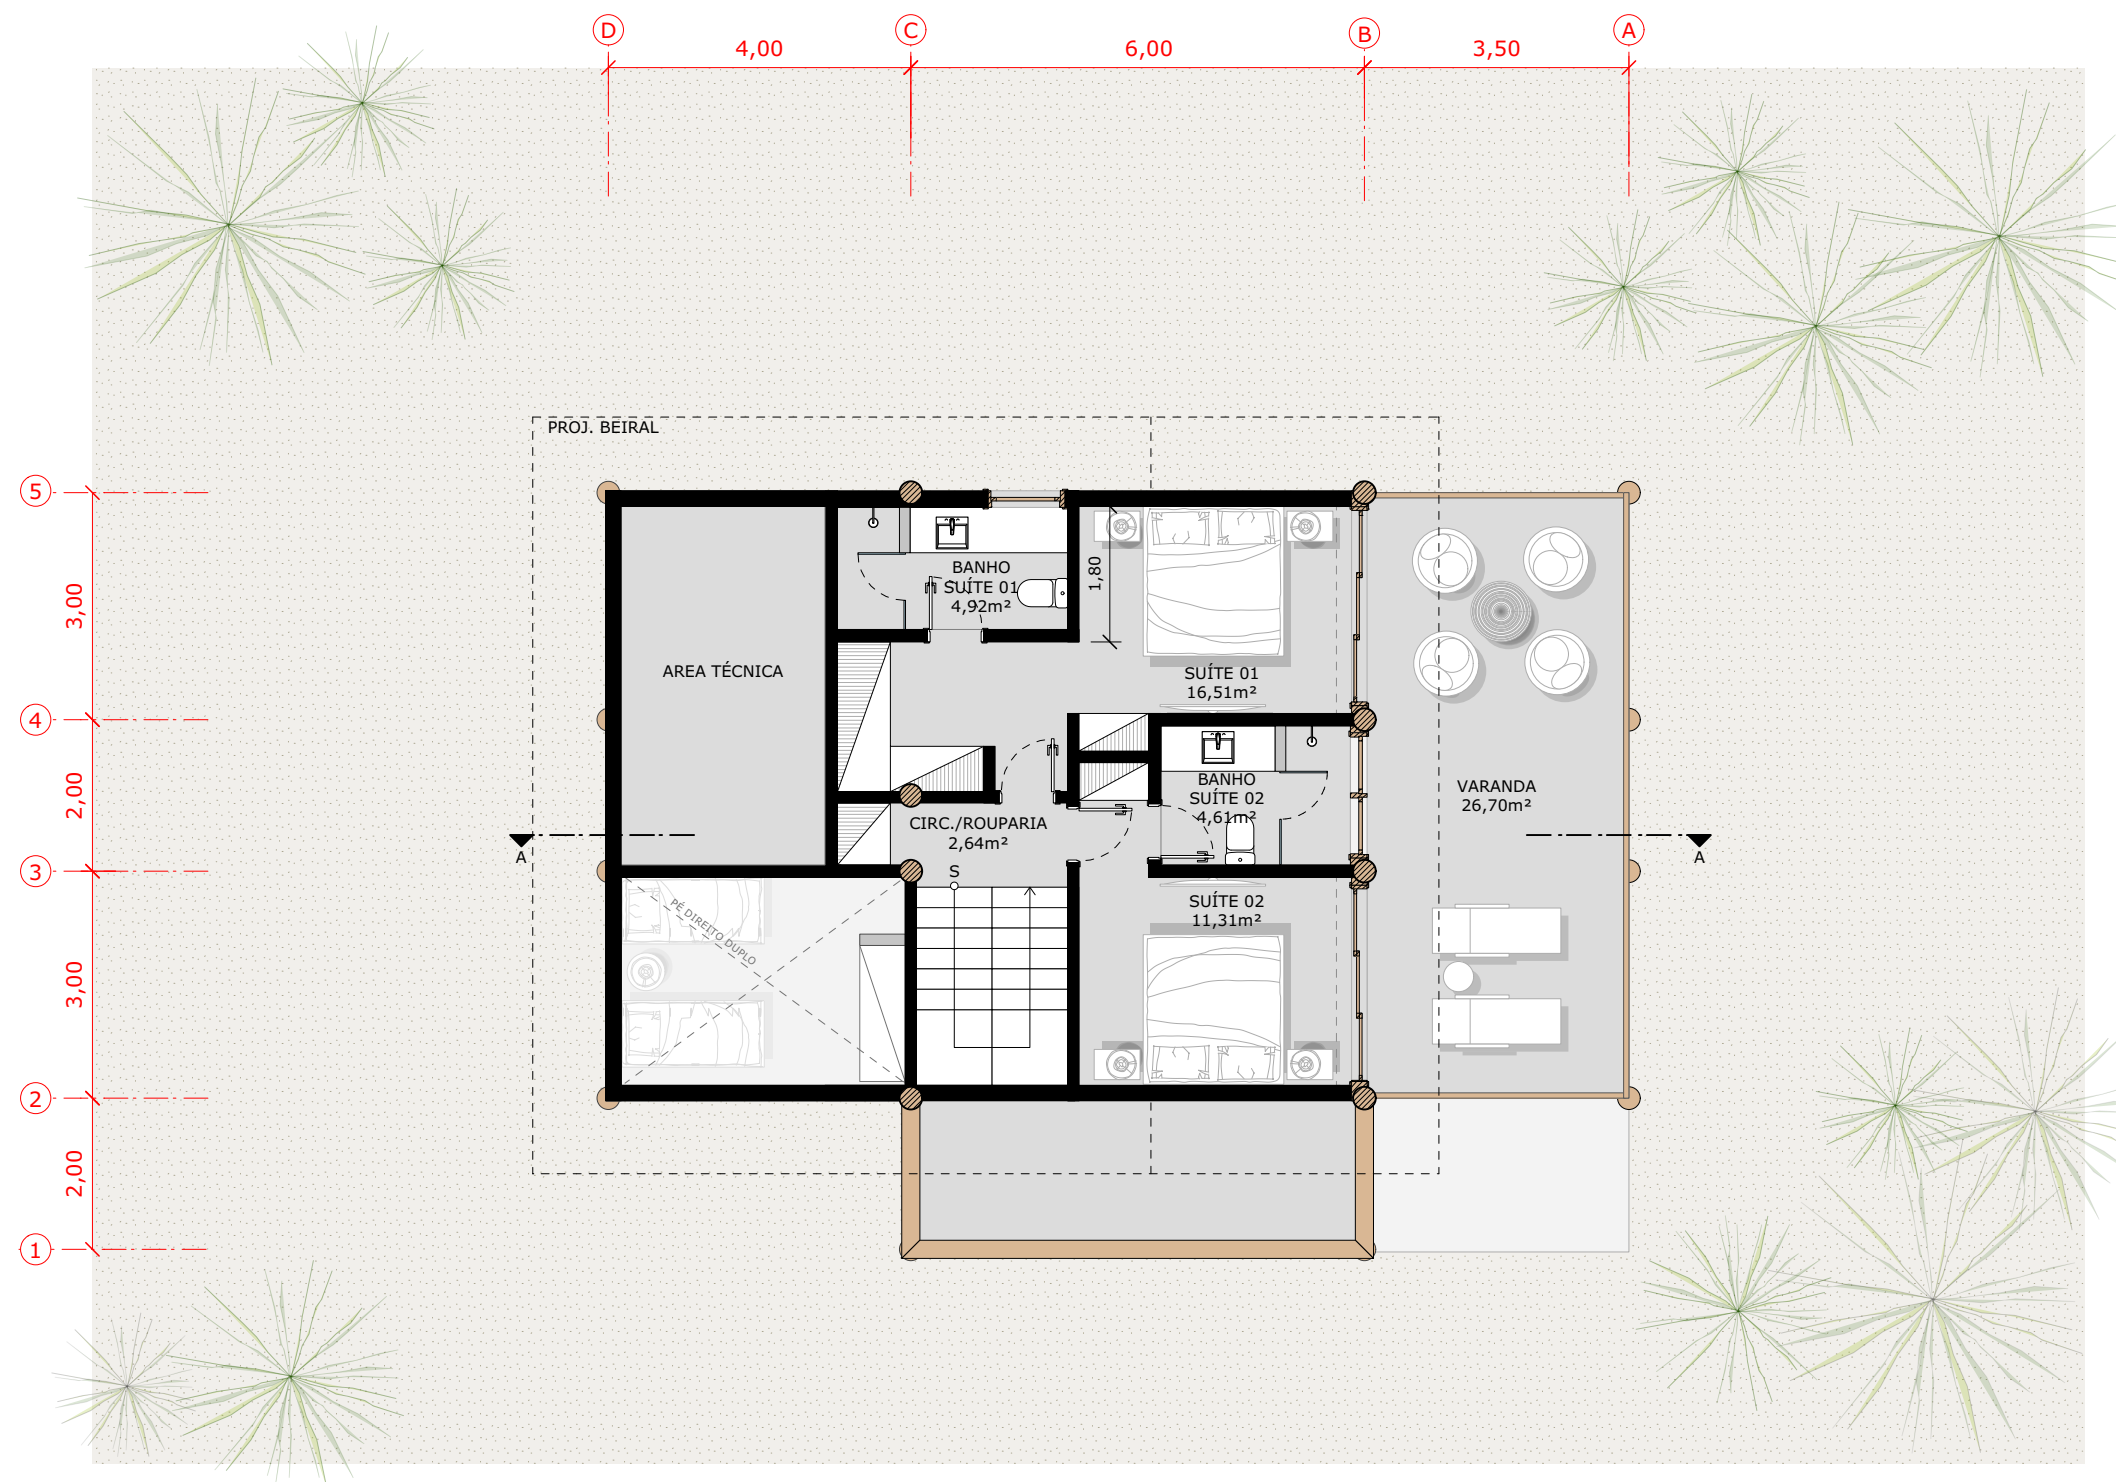 D
C
B
A
4,00
6,00
3,50
PROJ. BEIRAL
5
3,00
4
2,00
3
3,00
2
2,00
1
BANHO
SUÍTE 01
4,92m²
1,80
AREA TÉCNICA
SUÍTE 01
16,51m²
BANHO
SUÍTE 02
4,61m²
VARANDA
26,70m²
CIRC./ROUPARIA
2,64m²
A
A
S
PÉ DIREITO DUPLO
SUÍTE 02
11,31m²